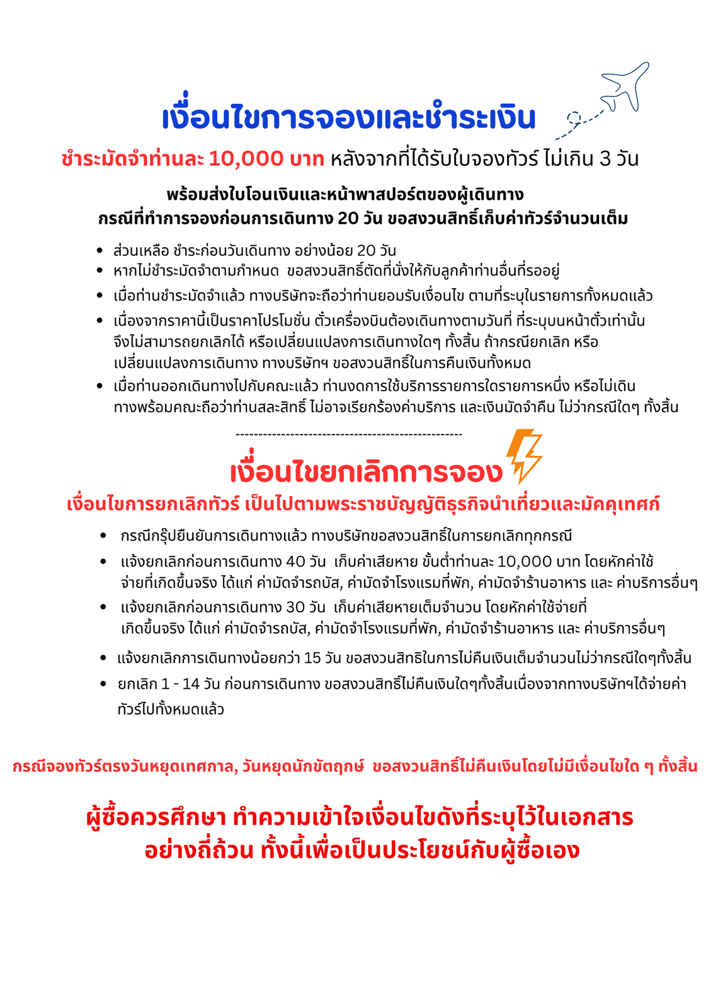 เงื่อนไขการจองและชำระเงิน
ชำระมัดจำท่านละ 10,000 บาท หลังจากที่ได้รับใบจองทัวร์ ไม่เกิน 3 วัน
พร้อมส่งใบโอนเงินและหน้าพาสปอร์ตของผู้เดินทาง
กรณีที่ทำการจองก่อนการเดินทาง 20 วัน ขอสงวนสิทธิ์เก็บค่าทัวร์จำนวนเต็ม
• ส่วนเหลือ ชำระก่อนวันเดินทาง อย่างน้อย 20 วัน
• หากไม่ชำระมัดจำตามกำหนด ขอสงวนสิทธิ์ตัดที่นั่งให้กับลูกค้าท่านอื่นที่รออยู่
• เมื่อท่านชำระมัดจำแล้ว ทางบริษัทจะถือว่าท่านยอมรับเงื่อนไข ตามที่ระบุในรายการทั้งหมดแล้ว
• เนื่องจากราคานี้เป็นราคาโปรโมชั่น ตั๋วเครื่องบินต้องเดินทางตามวันที่ ที่ระบุบนหน้าตั๋วเท่านั้น
จึงไม่สามารถยกเลิกได้ หรือเปลี่ยนแปลงการเดินทางใดๆ ทั้งสิ้น ถ้ากรณียกเลิก หรือ
เปลี่ยนแปลงการเดินทาง ทางบริษัทฯ ขอสงวนสิทธิ์ในการคืนเงินทั้งหมด
• เมื่อท่านออกเดินทางไปกับคณะแล้ว ท่านงดการใช้บริการรายการใดรายการหนึ่ง หรือไม่เดิน
ทางพร้อมคณะถือว่าท่านสละสิทธิ์ ไม่อาจเรียกร้องค่าบริการ และเงินมัดจำคืน ไม่ว่ากรณีใดๆ ทั้งสิ้น
--------------------------------------------------
เงื่อนไขยกเลิกการจอง
เงื่อนไขการยกเลิกทัวร์ เป็นไปตามพระราชบัญญัติธุรกิจนำเที่ยวและมัคคุเทศก์
• กรณีกรุ๊ปยืนยันการเดินทางแล้ว ทางบริษัทขอสงวนสิทธิ์ในการยกเลิกทุกกรณี
• แจ้งยกเลิกก่อนการเดินทาง 40 วัน เก็บค่าเสียหาย ขั้นต่ำท่านละ 10,000 บาท โดยหักค่าใช้
จ่ายที่เกิดขึ้นจริง ได้แก่ ค่ามัดจำรถบัส, ค่ามัดจำโรงแรมที่พัก, ค่ามัดจำร้านอาหาร และ ค่าบริการอื่นๆ
• แจ้งยกเลิกก่อนการเดินทาง 30 วัน เก็บค่าเสียหายเต็มจำนวน โดยหักค่าใช้จ่ายที่
เกิดขึ้นจริง ได้แก่ ค่ามัดจำรถบัส, ค่ามัดจำโรงแรมที่พัก, ค่ามัดจำร้านอาหาร และ ค่าบริการอื่นๆ
• แจ้งยกเลิกการเดินทางน้อยกว่า 15 วัน ขอสงวนสิทธิในการไม่คืนเงินเต็มจำนวนไม่ว่ากรณีใดๆทั้งสิ้น
• ยกเลิก 1 - 14 วัน ก่อนการเดินทาง ขอสงวนสิทธิ์ไม่คืนเงินใดๆทั้งสิ้นเนื่องจากทางบริษัทฯได้จ่ายค่า
ทัวร์ไปทั้งหมดแล้ว
กรณีจองทัวร์ตรงวันหยุดเทศกาล, วันหยุดนักขัตฤกษ์ ขอสงวนสิทธิ์ไม่คืนเงินโดยไม่มีเงื่อนไขใด ๆ ทั้งสิ้น
ผู้ซื้อควรศึกษา ทำความเข้าใจเงื่อนไขดังที่ระบุไว้ในเอกสาร
อย่างถี่ถ้วน ทั้งนี้เพื่อเป็นประโยชน์กับผู้ซื้อเอง